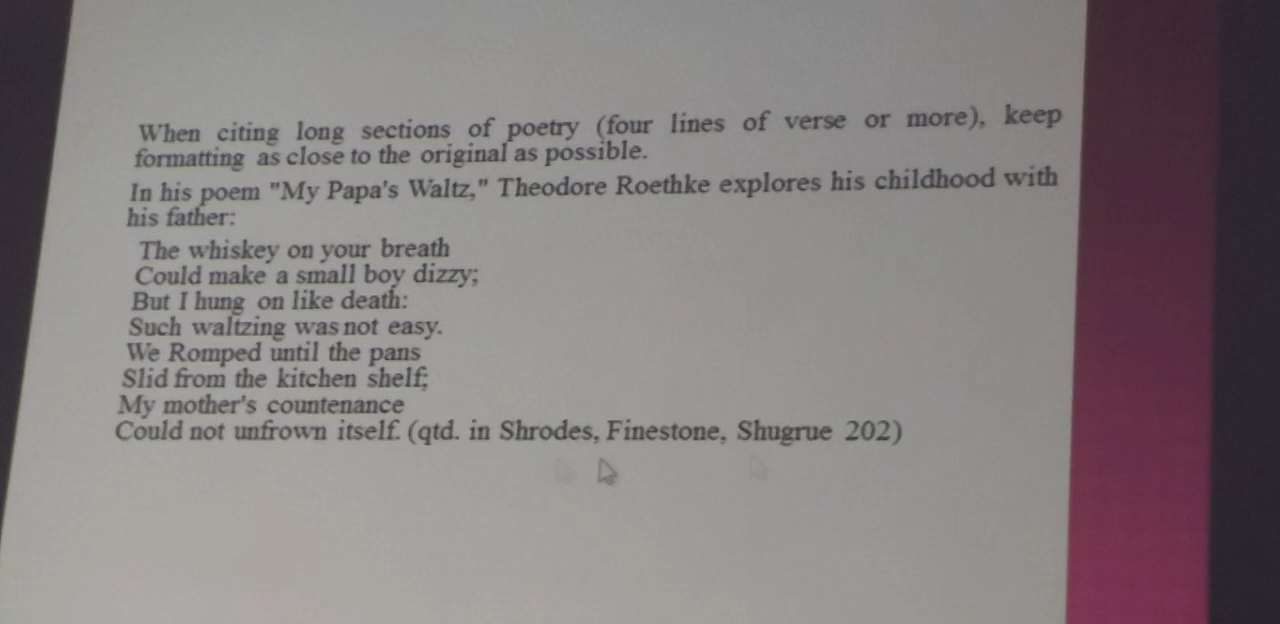 When citing long sections of poetry (four lines of verse or more), keep
formatting as close to the original as possible.
In his poem "My Papa's Waltz," Theodore Roethke explores his childhood with
his father:
The whiskey on your breath
Could make a small boy dizzy;
But I hung on like death:
Such waltzing was not easy.
We Romped until the pans
Slid from the kitchen shelf;
My mother's countenance
Could not unfrown itself. (qtd. in Shrodes, Finestone, Shugrue 202)